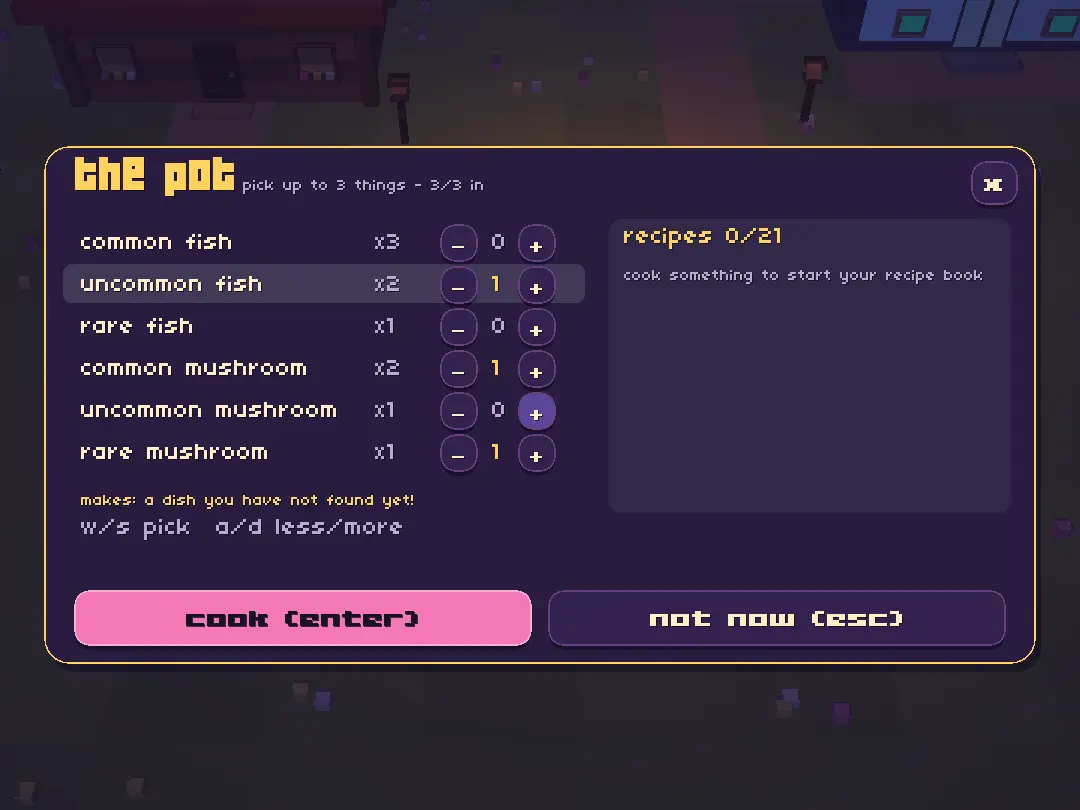 the pot pick up to 3 things - 3/3 in x
common fish x3 - 0 +
uncommon fish x2 - 1 +
rare fish x1 - 0 +
common mushroom x2 - 1 +
uncommon mushroom x1 - 0 +
rare mushroom x1 - 1 +
makes: a dish you have not found yet!
w/s pick a/d less/more
recipes 0/21
cook something to start your recipe book
cook (enter)
not now (esc)